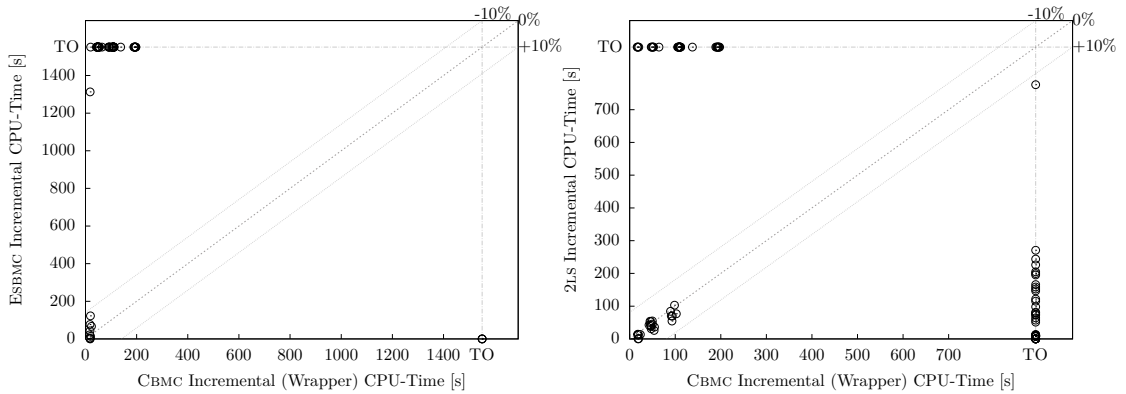 -10%
0%
+10%
TO
1400
1200
1000
800
600
400
200
0
ESBMC Incremental CPU-Time [s]
0 200 400 600 800 1000 1200 1400 TO
CBMC Incremental (Wrapper) CPU-Time [s]
-10%
0%
+10%
TO
700
600
500
400
300
200
100
0
2LS Incremental CPU-Time [s]
0 100 200 300 400 500 600 700 TO
CBMC Incremental (Wrapper) CPU-Time [s]